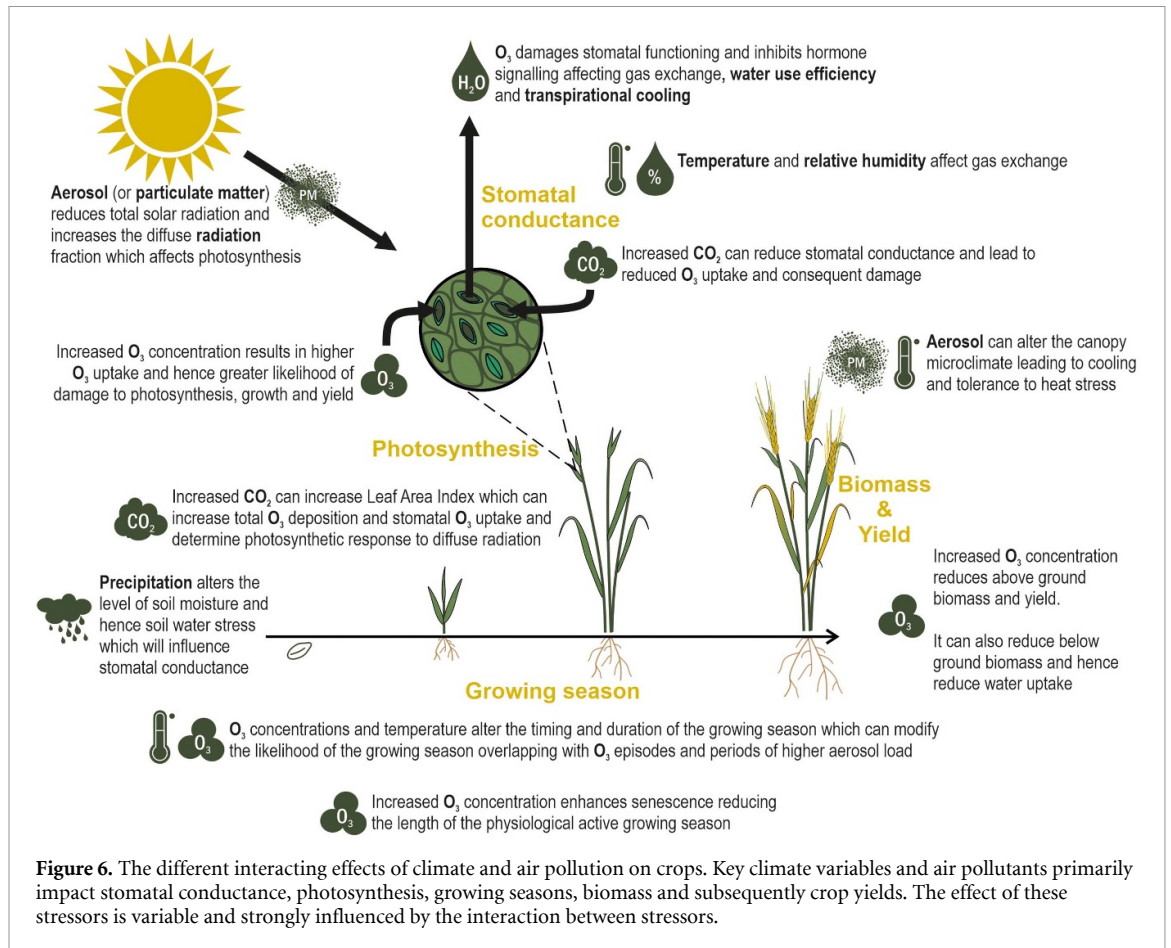 H₂O
O₃ damages stomatal functioning and inhibits hormone
signalling affecting gas exchange, water use efficiency
and transpirational cooling
%
Temperature and relative humidity affect gas exchange
PM
Aerosol (or particulate matter)
reduces total solar radiation and
increases the diffuse radiation
fraction which affects photosynthesis
Stomatal
conductance
CO₂
Increased CO₂ can reduce stomatal conductance and lead to
reduced O₃ uptake and consequent damage
Increased O₃ concentration results in higher
O₃ uptake and hence greater likelihood of
damage to photosynthesis, growth and yield
O₃
PM
Aerosol can alter the canopy
microclimate leading to cooling
and tolerance to heat stress
Photosynthesis
CO₂
Increased CO₂ can increase Leaf Area Index which can
increase total O₃ deposition and stomatal O₃ uptake and
determine photosynthetic response to diffuse radiation
Biomass
&
Yield
Precipitation alters the
level of soil moisture and
hence soil water stress
which will influence
stomatal conductance
O₃
Increased O₃ concentration
reduces above ground
biomass and yield.
It can also reduce below
ground biomass and hence
reduce water uptake
Growing season
O₃
O₃ concentrations and temperature alter the timing and duration of the growing season which can modify
the likelihood of the growing season overlapping with O₃ episodes and periods of higher aerosol load
O₃
Increased O₃ concentration enhances senescence reducing
the length of the physiological active growing season
Figure 6. The different interacting effects of climate and air pollution on crops. Key climate variables and air pollutants primarily
impact stomatal conductance, photosynthesis, growing seasons, biomass and subsequently crop yields. The effect of these
stressors is variable and strongly influenced by the interaction between stressors.